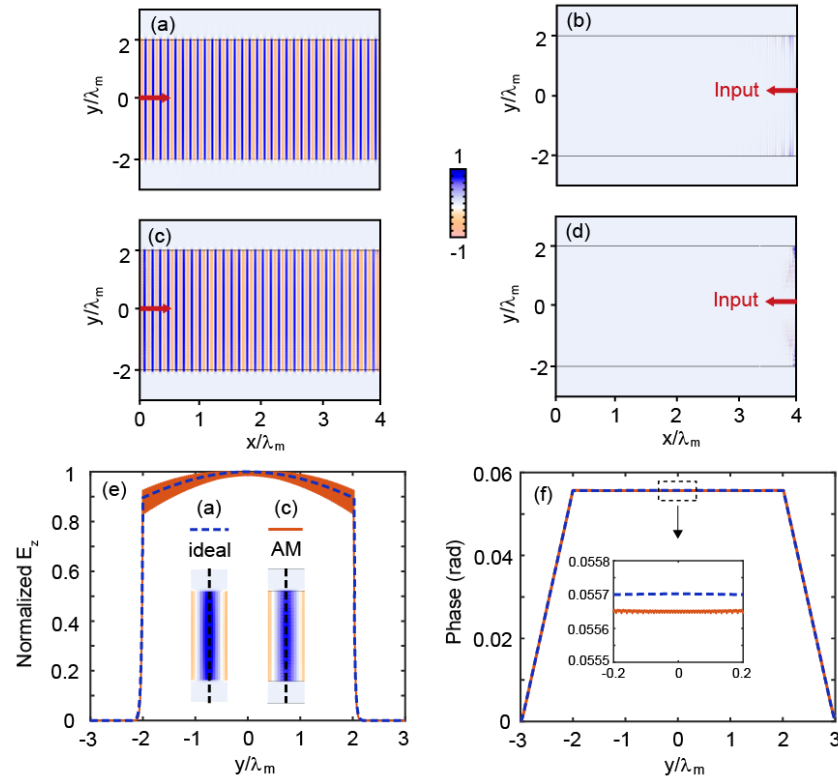 (a)
2
0
-2
y/λm
(b)
2
0
-2
y/λm
Input
1
-1
(c)
2
0
-2
y/λm
0 1 2 3 4
x/λm
(d)
2
0
-2
y/λm
Input
0 1 2 3 4
x/λm
(e)
1
0.9
0.8
0.6
0.4
0.2
0
Normalized Ez
(a) (c)
ideal AM
-3 -2 -1 0 1 2 3
y/λm
(f)
0.06
0.04
0.02
0
Phase (rad)
0.0558
0.0557
0.0556
0.0555
-0.2 0 0.2
-3 -2 -1 0 1 2 3
y/λm